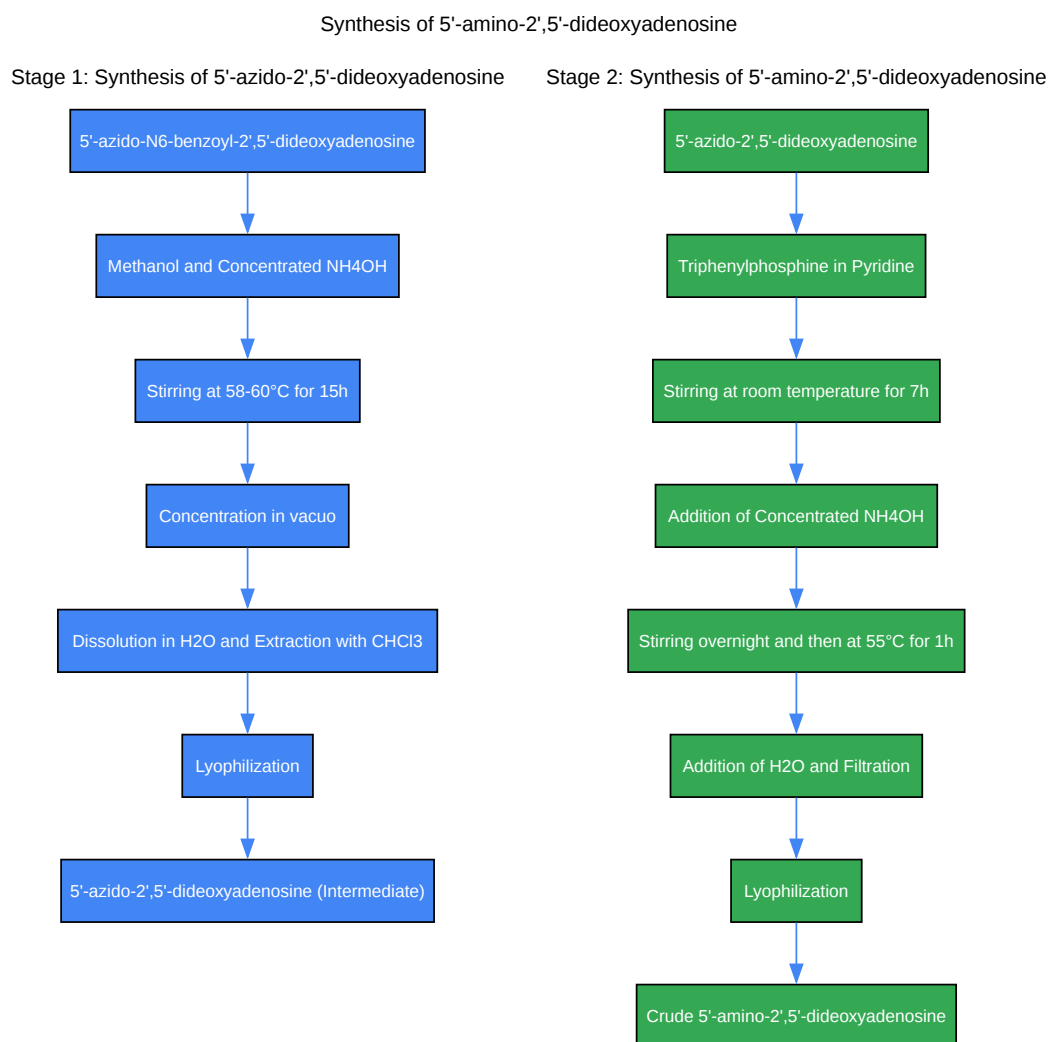 Synthesis of 5'-amino-2',5'-dideoxyadenosine
Stage 1: Synthesis of 5'-azido-2',5'-dideoxyadenosine
5'-azido-N6-benzoyl-2',5'-dideoxyadenosine
Methanol and Concentrated NH4OH
Stirring at 58-60°C for 15h
Concentration in vacuo
Dissolution in H2O and Extraction with CHCl3
Lyophilization
5'-azido-2',5'-dideoxyadenosine (Intermediate)
Stage 2: Synthesis of 5'-amino-2',5'-dideoxyadenosine
5'-azido-2',5'-dideoxyadenosine
Triphenylphosphine in Pyridine
Stirring at room temperature for 7h
Addition of Concentrated NH4OH
Stirring overnight and then at 55°C for 1h
Addition of H2O and Filtration
Lyophilization
Crude 5'-amino-2',5'-dideoxyadenosine